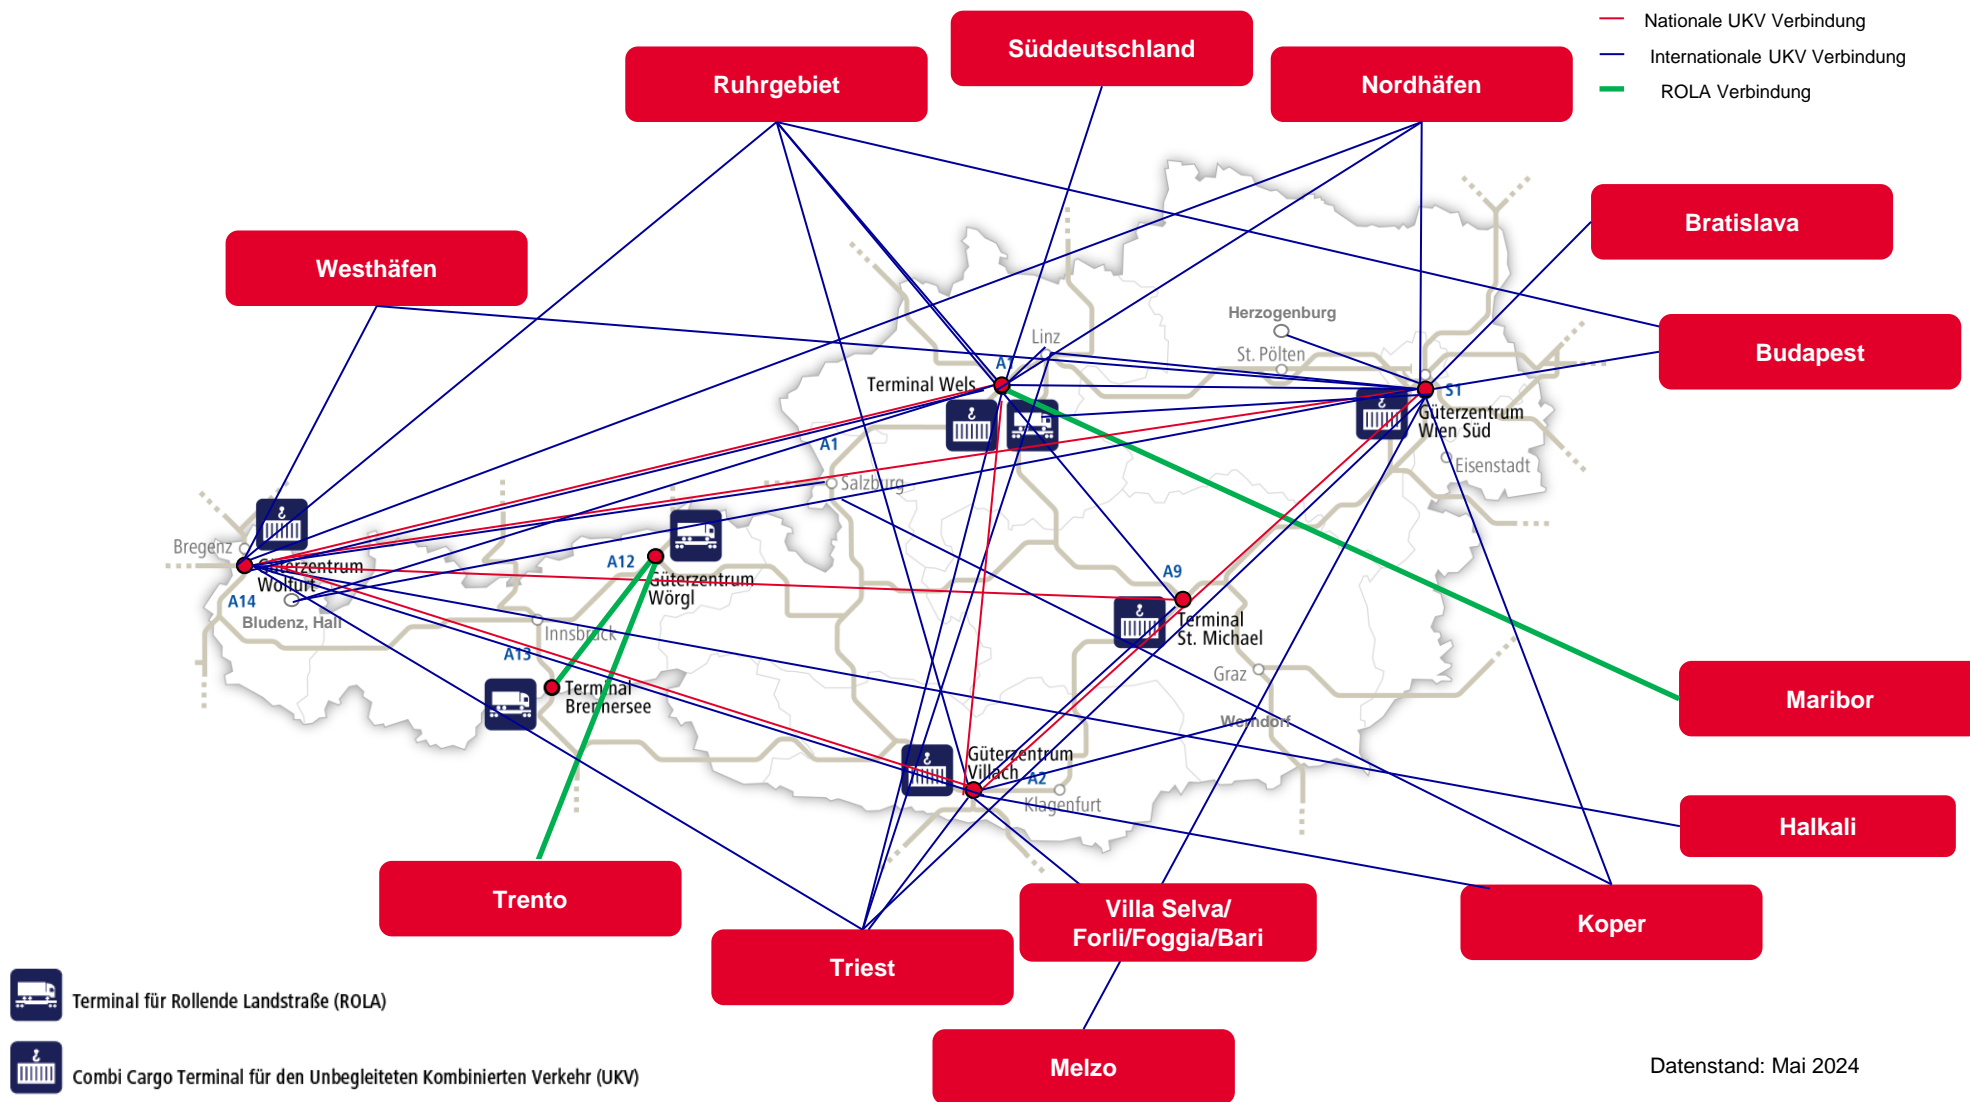 Nationale UKV Verbindung
Internationale UKV Verbindung
ROLA Verbindung
Süddeutschland
Ruhrgebiet
Nordhäfen
Bratislava
Westhäfen
Budapest
Herzogenburg
Linz
St. Pölten
A1
Terminal Wels
S1
Güterzentrum
Wien Süd
A1
Eisenstadt
Salzburg
Bregenz
Güterzentrum
Wolfurt
A14
Bludenz, Hall
A12
Güterzentrum
Wörgl
A9
Terminal
St. Michael
Innsbruck
A13
Graz
Terminal
Brennersee
Maribor
Werndorf
Güterzentrum
Villach
A2
Klagenfurt
Halkali
Trento
Villa Selva/
Forli/Foggia/Bari
Koper
Triest
Terminal für Rollende Landstraße (ROLA)
Melzo
Combi Cargo Terminal für den Unbegleiteten Kombinierten Verkehr (UKV)
Datenstand: Mai 2024